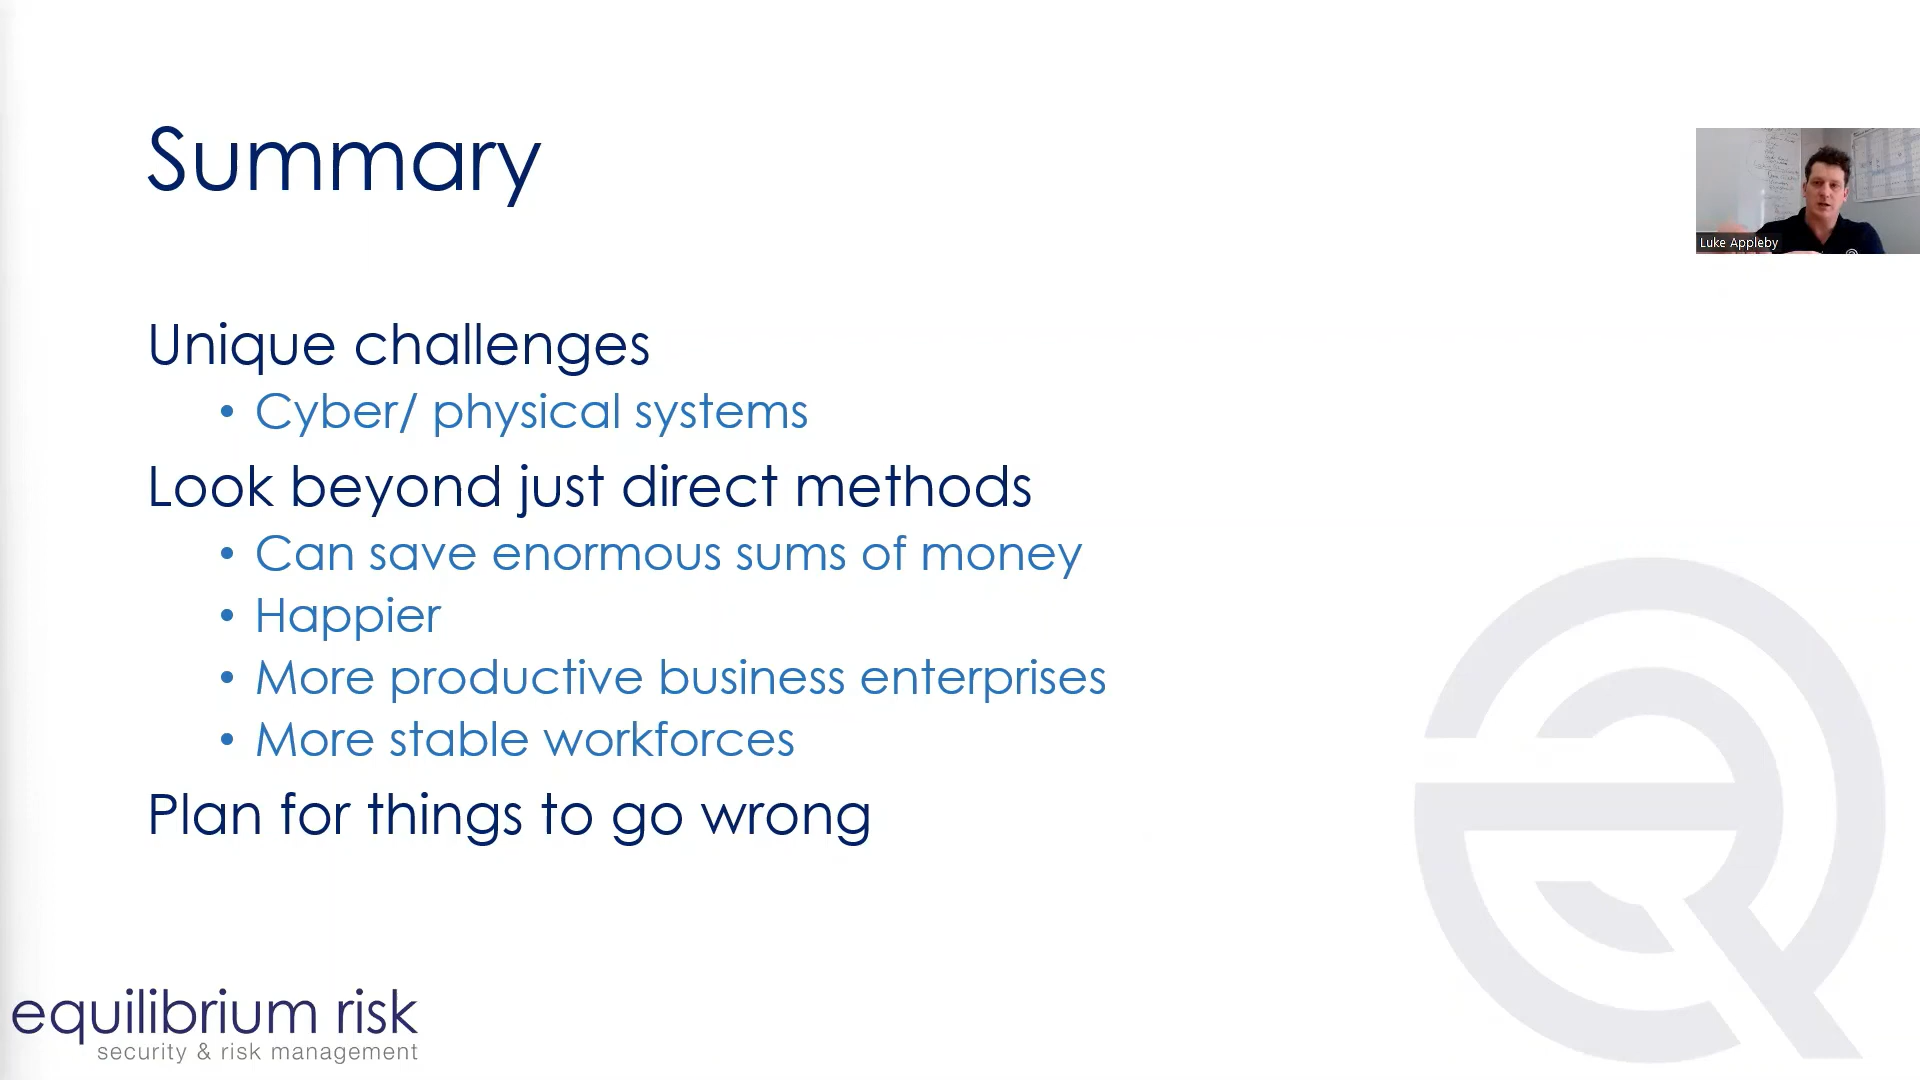 Summary
Luke Appleby
Unique challenges
• Cyber/ physical systems
Look beyond just direct methods
• Can save enormous sums of money
• Happier
• More productive business enterprises
• More stable workforces
Plan for things to go wrong
equilibrium risk
security & risk management